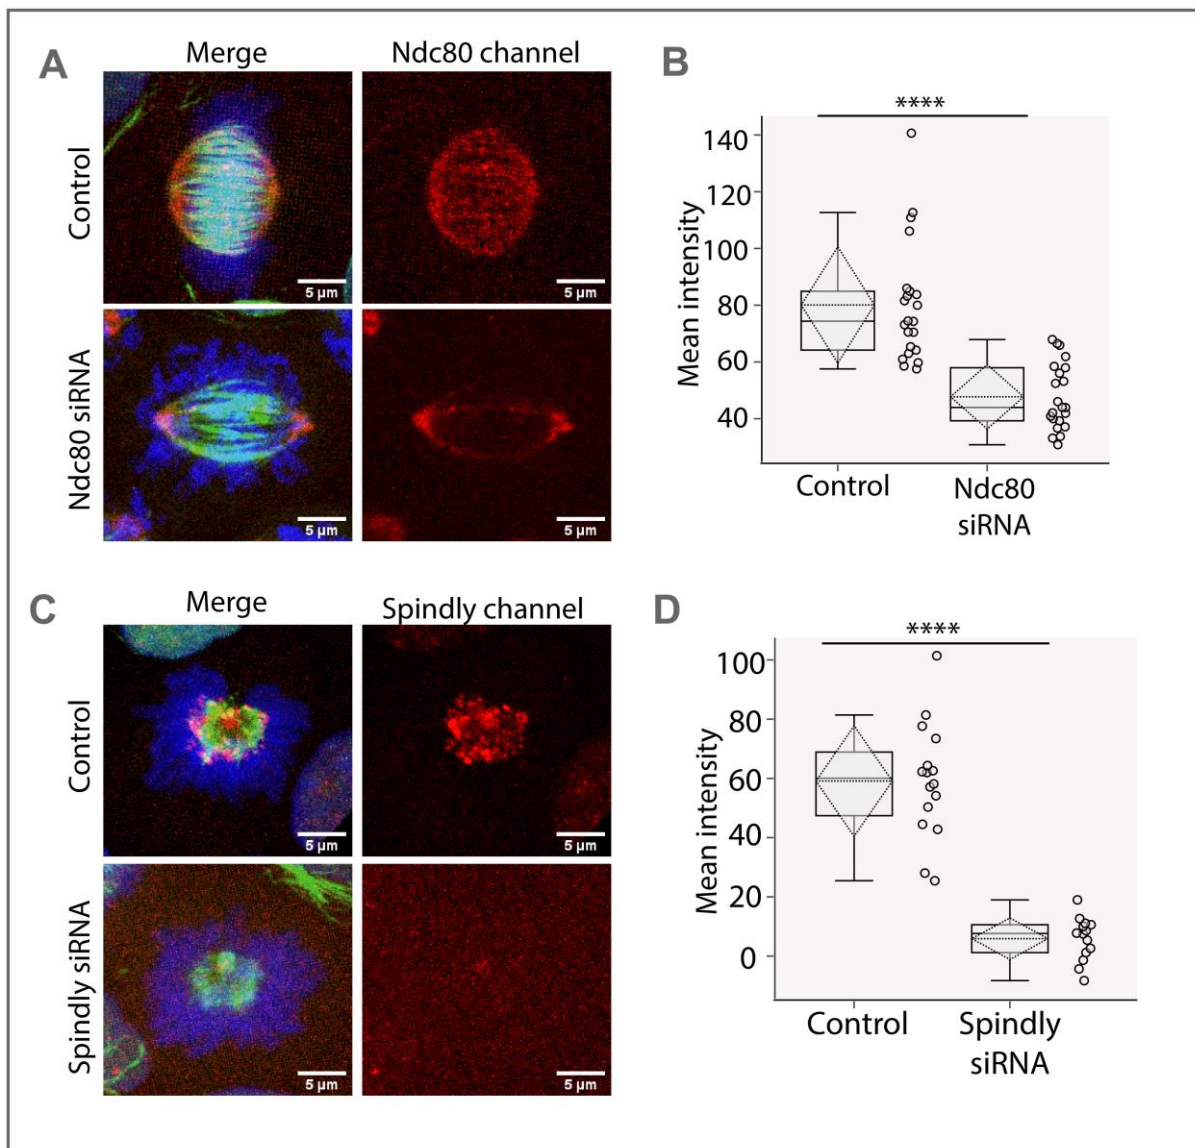 A
Merge
Ndc80 channel
Control
5 µm
5 µm
Ndc80 siRNA
5 µm
5 µm
B
****
Mean intensity
140
120
100
80
60
40
Control
Ndc80
siRNA
C
Merge
Spindly channel
Control
5 µm
5 µm
Spindly siRNA
5 µm
5 µm
D
****
Mean intensity
100
80
60
40
20
0
Control
Spindly
siRNA